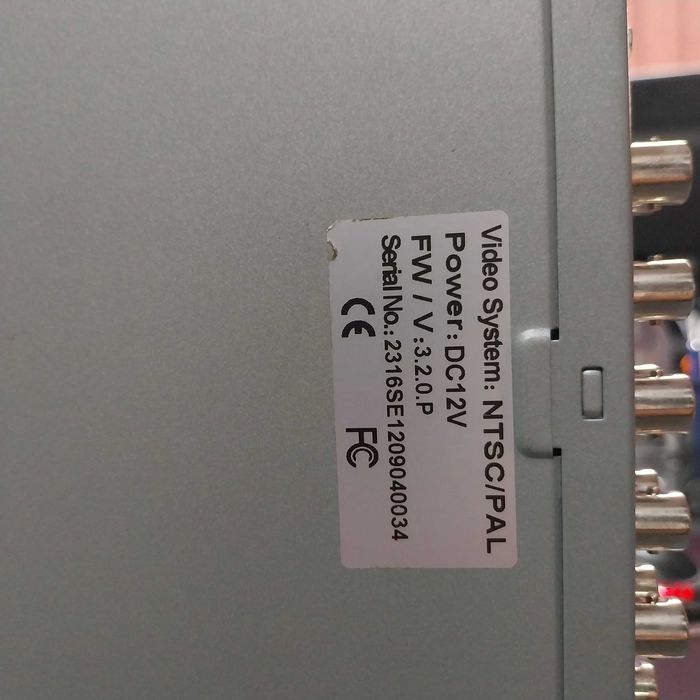 Video System: NTSC/PAL
Power: DC12V
FW / V :3.2.0.P
Serial No.: 2316SE1209040034
CE FC